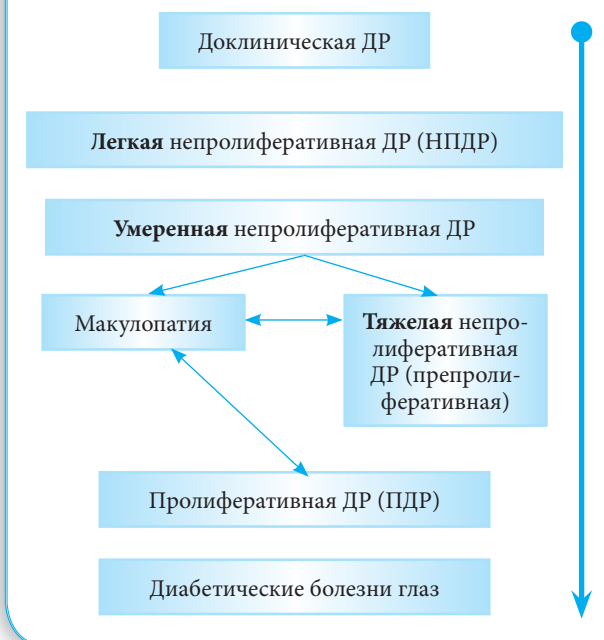 Доклиническая ДР
Легкая непролиферативная ДР (НПДР)
Умеренная непролиферативная ДР
Макулопатия
Тяжелая непро-
лиферативная
ДР (препроли-
феративная)
Пролиферативная ДР (ПДР)
Диабетические болезни глаз